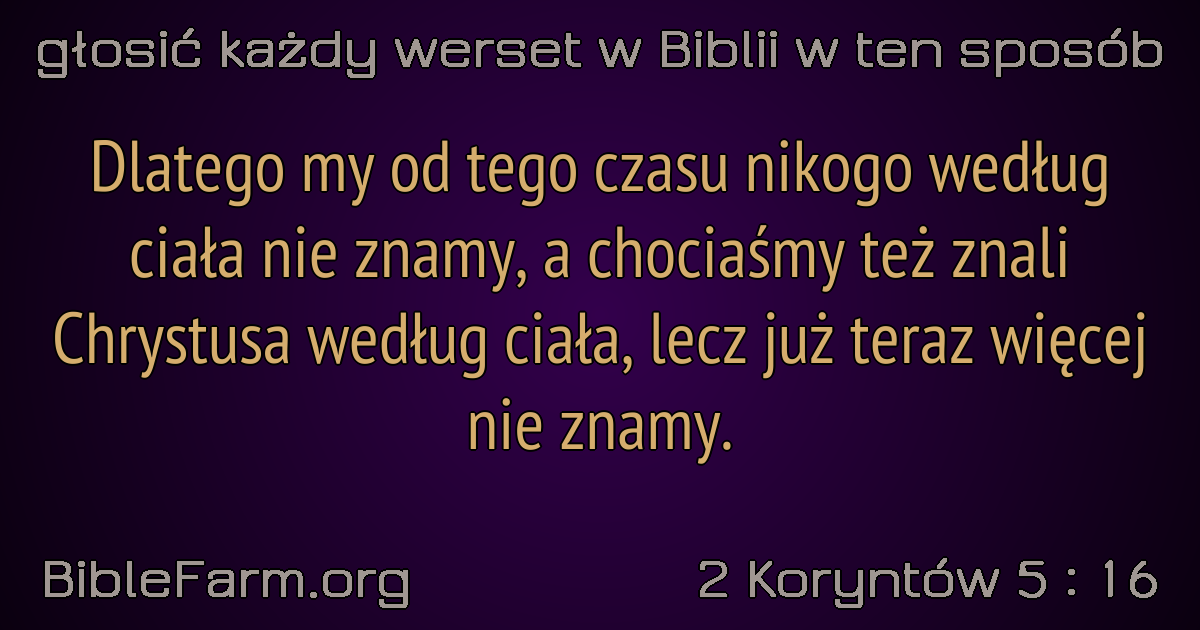 głosić każdy werset w Biblii w ten sposób
Dlatego my od tego czasu nikogo według
ciała nie znamy, a chociaśmy też znali
Chrystusa według ciała, lecz już teraz więcej
nie znamy.
BibleFarm.org
2 Koryntów 5 : 16